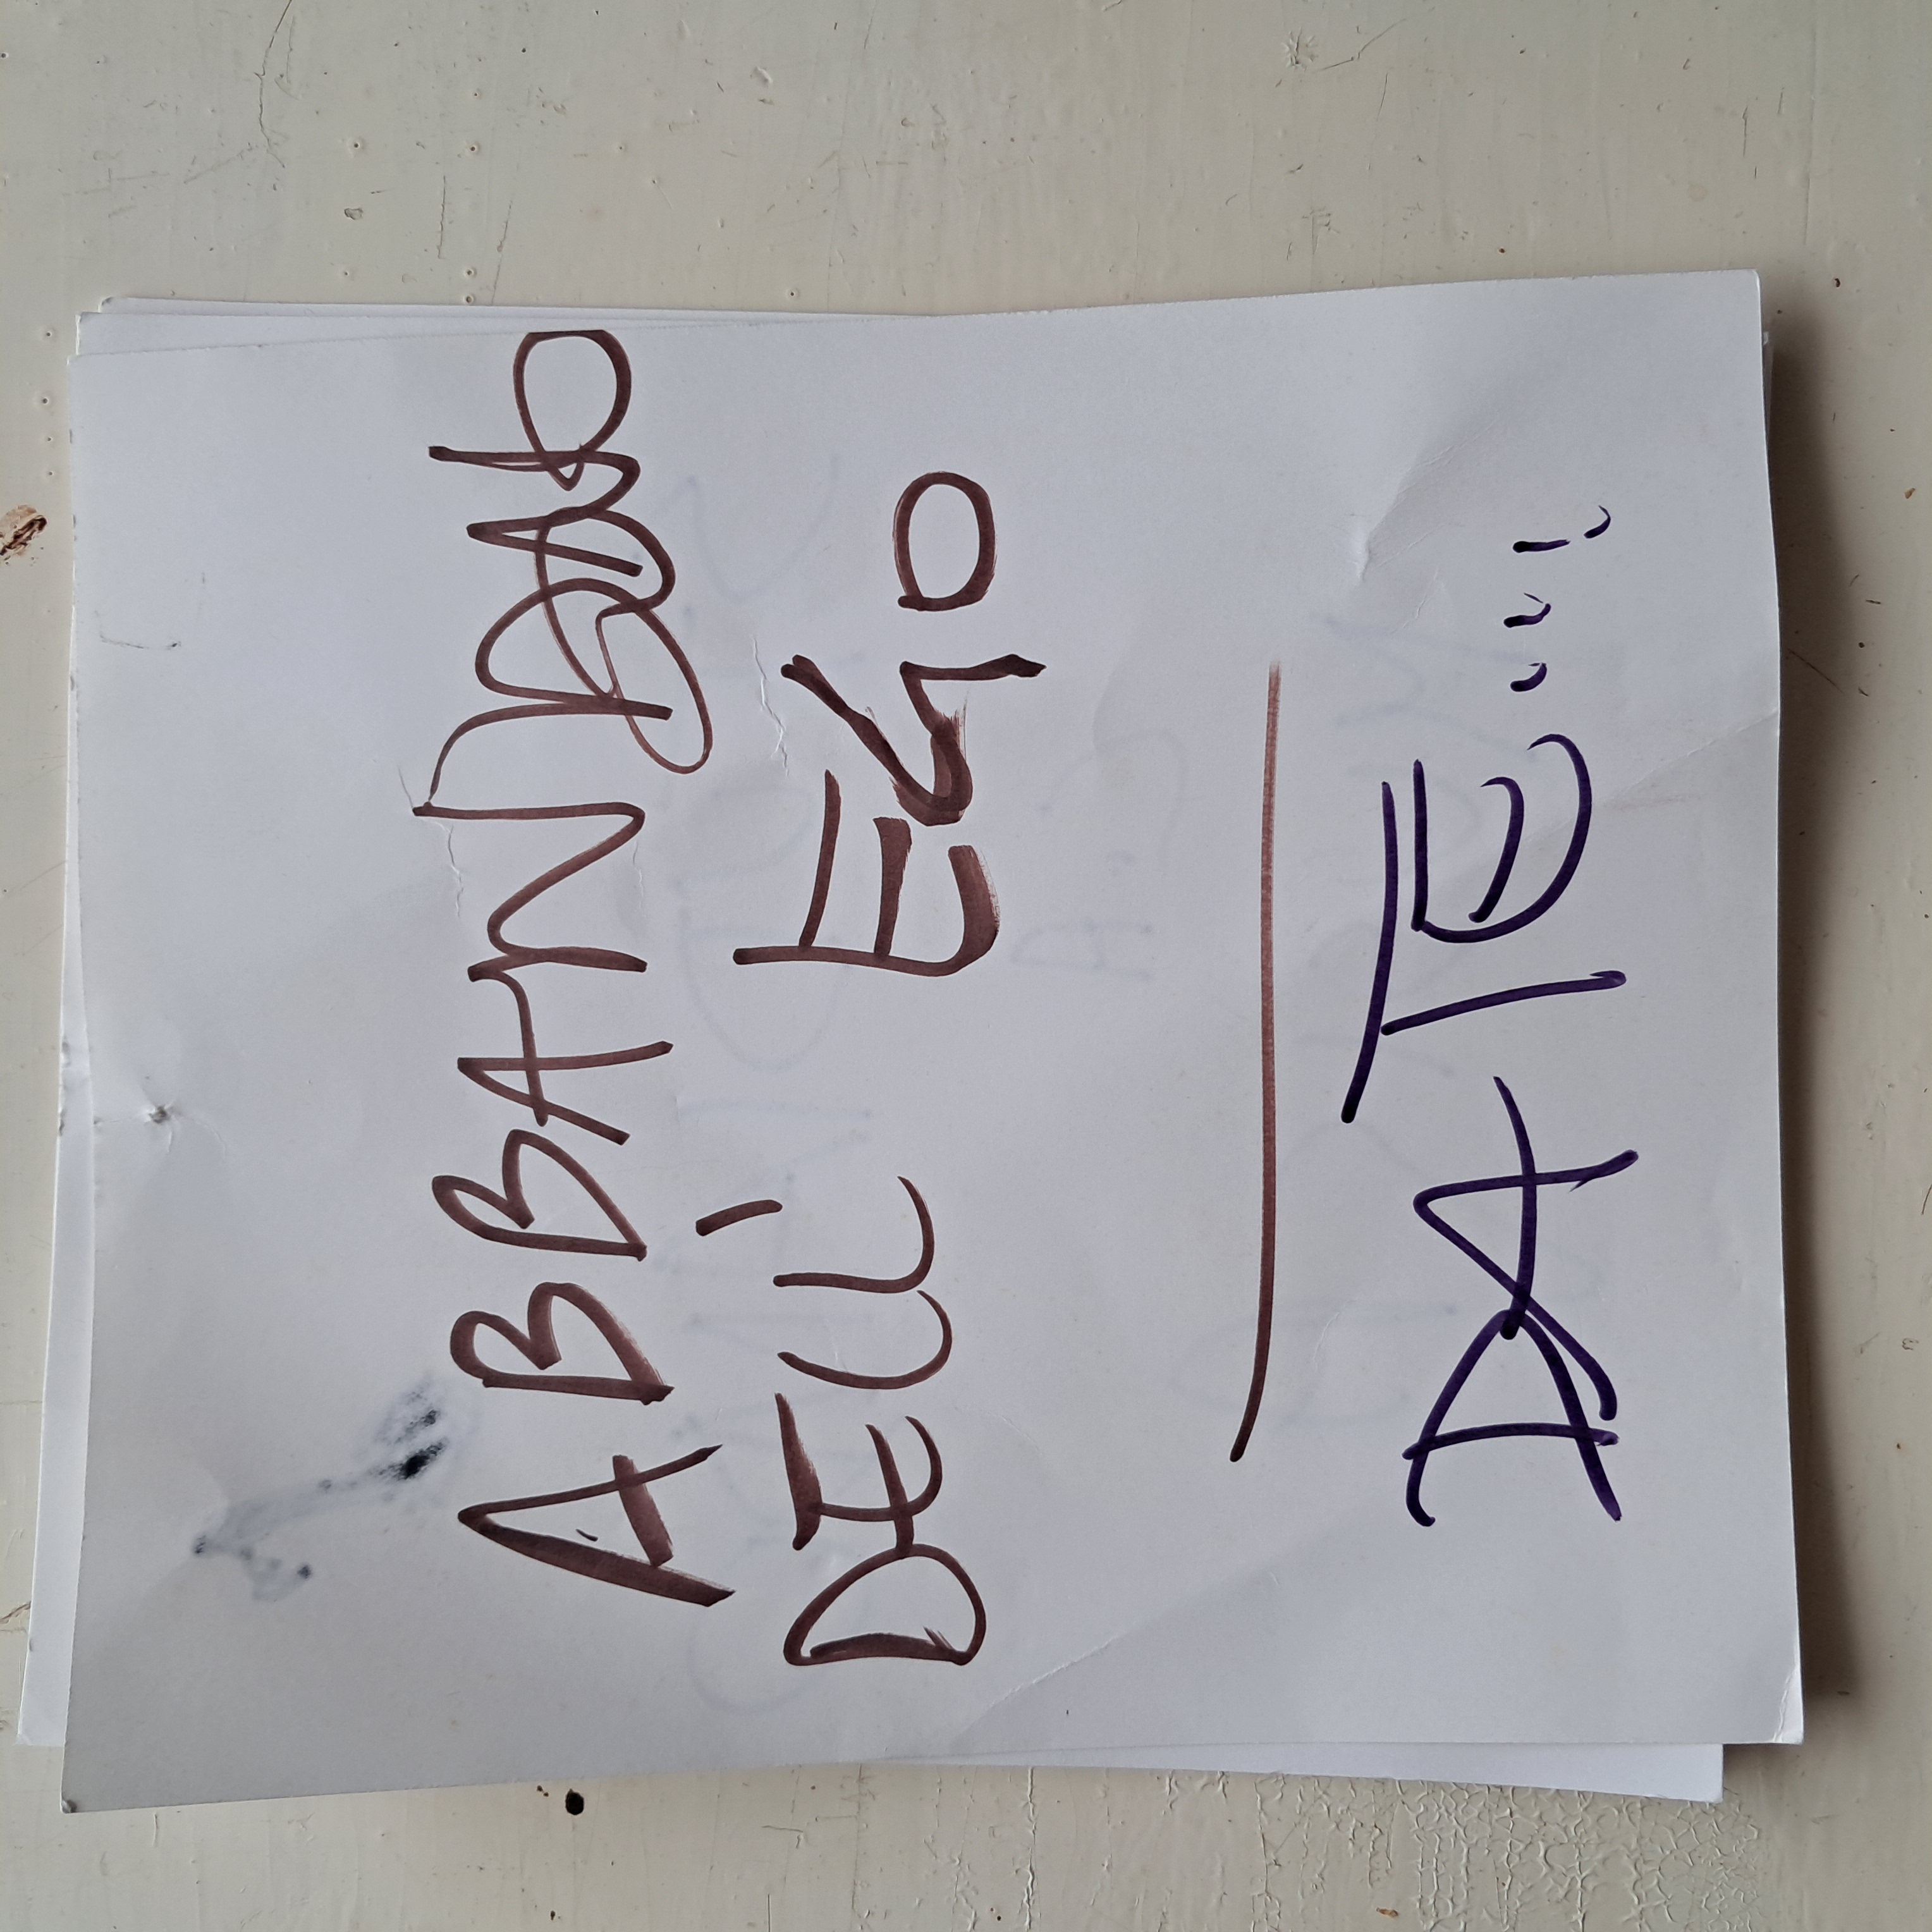 ABBANDONO
DELL' EGO
DATE....